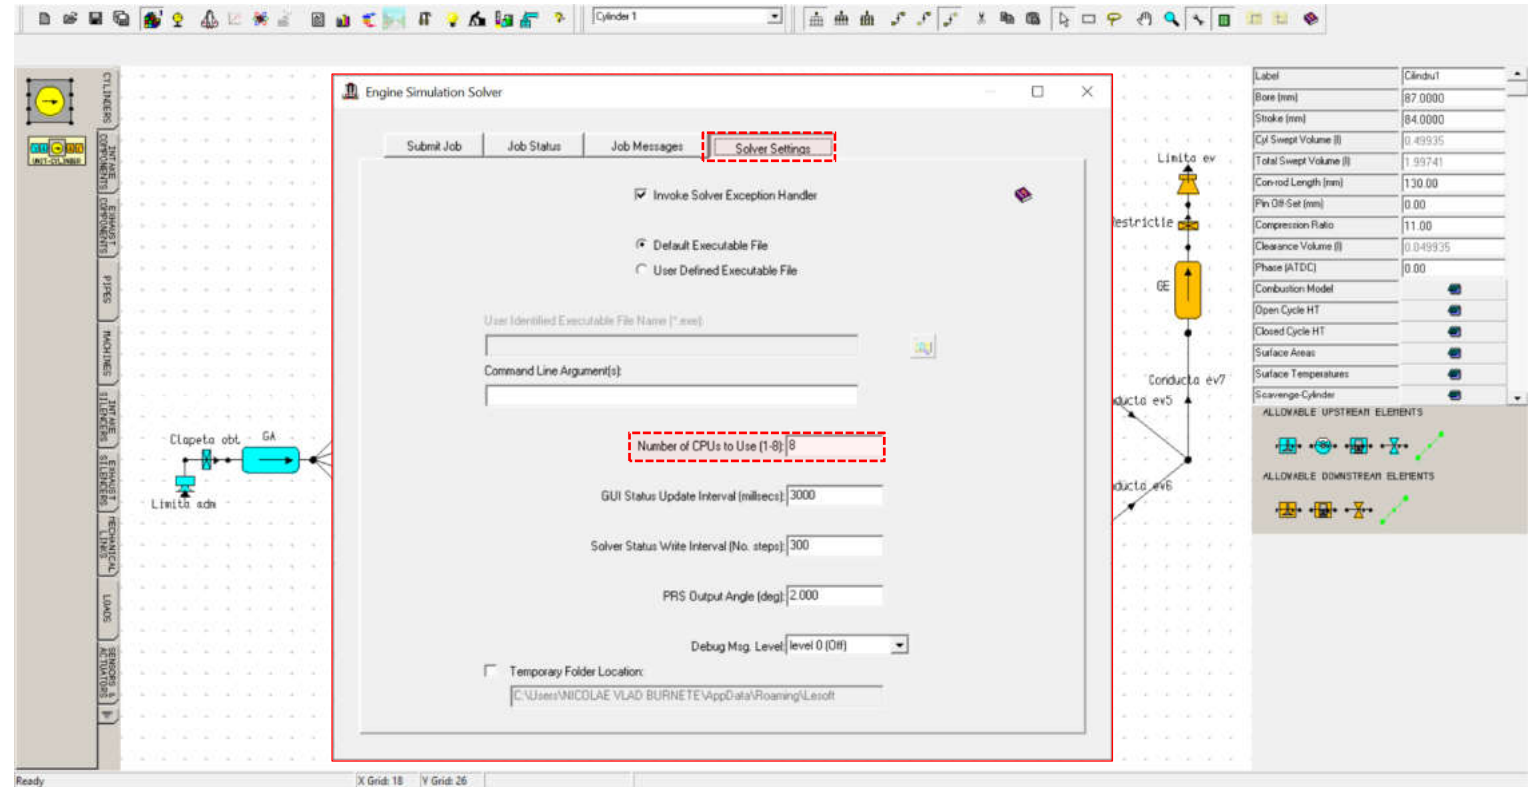 Cylinder 1
CYLINDERS
UNIT-CYLINDER
INTAKE COMPONENTS
EXHAUST COMPONENTS
PIPES
MACHINES
INTAKE SILENCERS
EXHAUST SILENCERS
MECHANICAL LINKS
LOADS
SENSORS & ACTUATORS
Clapeta obt.
GA
Limita adm
Engine Simulation Solver
Submit Job
Job Status
Job Messages
Solver Settings
Invoke Solver Exception Handler
Default Executable File
User Defined Executable File
User Identified Executable File Name (*.exe):
Command Line Argument(s):
Number of CPUs to Use (1-8): 8
GUI Status Update Interval (millsecs): 3000
Solver Status Write Interval (No. steps): 300
PRS Output Angle (deg): 2.000
Debug Msg. Level: level 0 (Off)
Temporary Folder Location:
C:\Users\NICOLAE VLAD BURNETE\AppData\Roaming\Lesoft
Limita ev
estrictie
GE
Conducta ev7
ducta ev5
ducta ev6
Label Cilindru1
Bore (mm) 87.0000
Stroke (mm) 84.0000
Cyl Swept Volume (l) 0.49935
Total Swept Volume (l) 1.99741
Con-rod Length (mm) 130.00
Pin Off-Set (mm) 0.00
Compression Ratio 11.00
Clearance Volume (l) 0.049935
Phase (ATDC) 0.00
Combustion Model
Open Cycle HT
Closed Cycle HT
Surface Areas
Surface Temperatures
Scavenge-Cylinder
ALLOWABLE UPSTREAM ELEMENTS
ALLOWABLE DOWNSTREAM ELEMENTS
Ready
X Grid: 18
Y Grid: 26